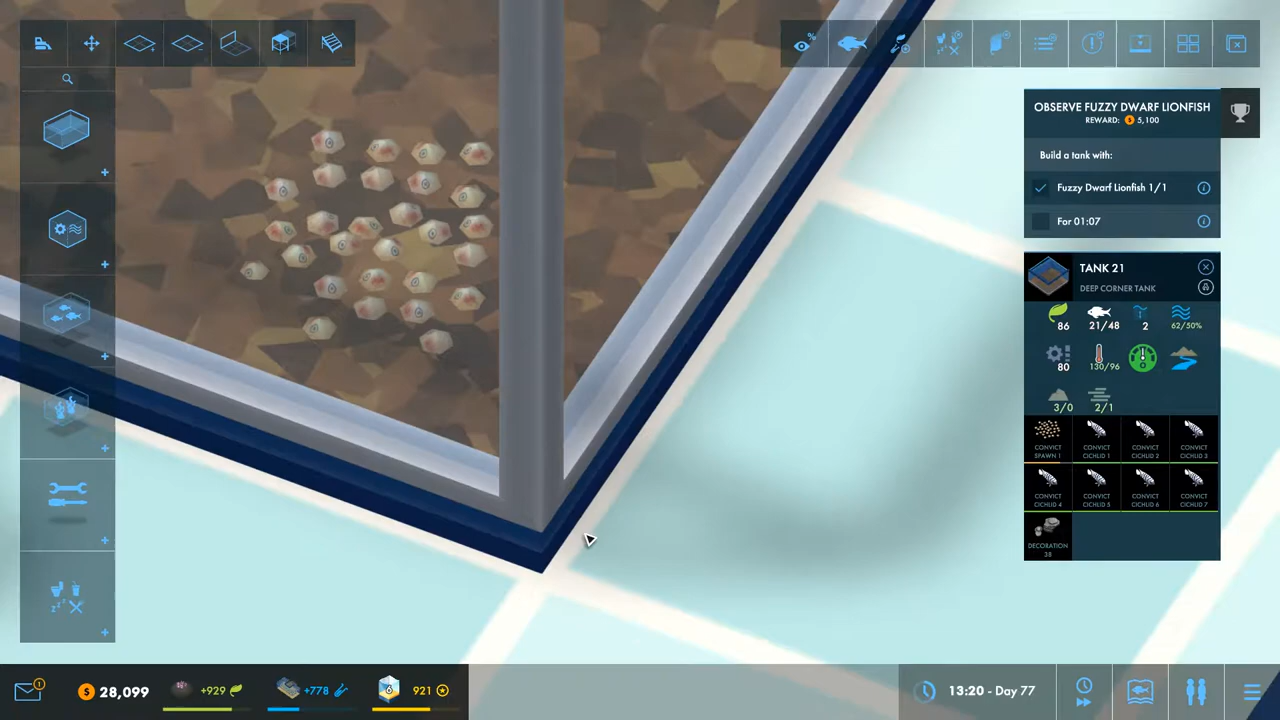 %
OBSERVE FUZZY DWARF LIONFISH
REWARD: $ 5,100
Build a tank with:
Fuzzy Dwarf Lionfish 1/1
For 01:07
TANK 21
DEEP CORNER TANK
86
21/48
2
62/50%
80
130/96
3/0
2/1
CONVICT SPAWN 1
CONVICT CICHLID 1
CONVICT CICHLID 2
CONVICT CICHLID 3
CONVICT CICHLID 4
CONVICT CICHLID 5
CONVICT CICHLID 6
CONVICT CICHLID 7
DECORATION 38
$ 28,099
+929
+778
6
921
13:20 - Day 77